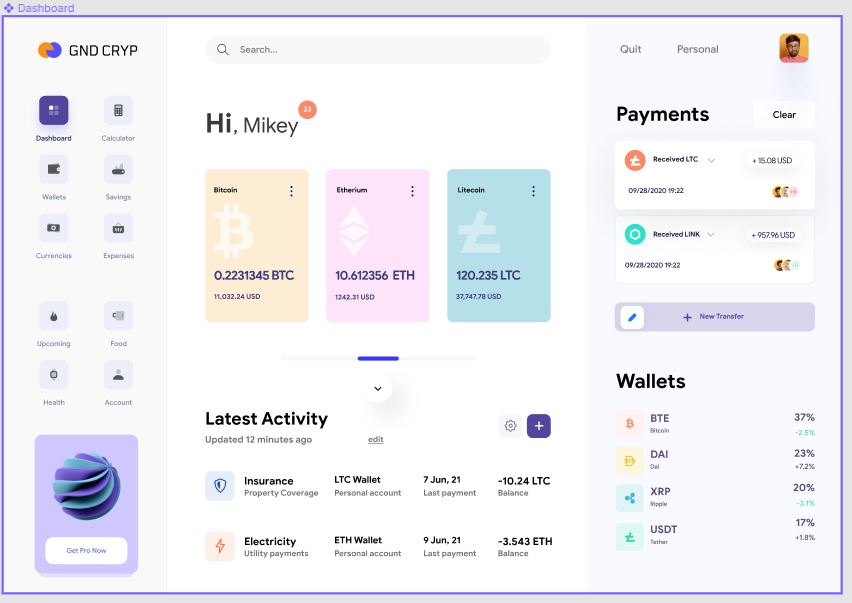 Dashboard
GND CRYP
Search...
Quit
Personal
Dashboard
Calculator
Wallets
Savings
Currencies
Expenses
Upcoming
Food
Health
Account
Get Pro Now
Hi, Mikey
23
Bitcoin
0.2231345 BTC
11,032.24 USD
Etherium
10.612356 ETH
1242.31 USD
Litecoin
120.235 LTC
37,747.78 USD
Latest Activity
Updated 12 minutes ago
edit
Insurance
Property Coverage
LTC Wallet
Personal account
7 Jun, 21
Last payment
-10.24 LTC
Balance
Electricity
Utility payments
ETH Wallet
Personal account
9 Jun, 21
Last payment
-3.543 ETH
Balance
Payments
Clear
Received LTC
+ 15.08 USD
09/28/2020 19:22
Received LINK
+ 957.96 USD
09/28/2020 19:22
New Transfer
Wallets
BTE
Bitcoin
37%
-2.5%
DAI
Dai
23%
+7.2%
XRP
Ripple
20%
-3.1%
USDT
Tether
17%
+1.8%